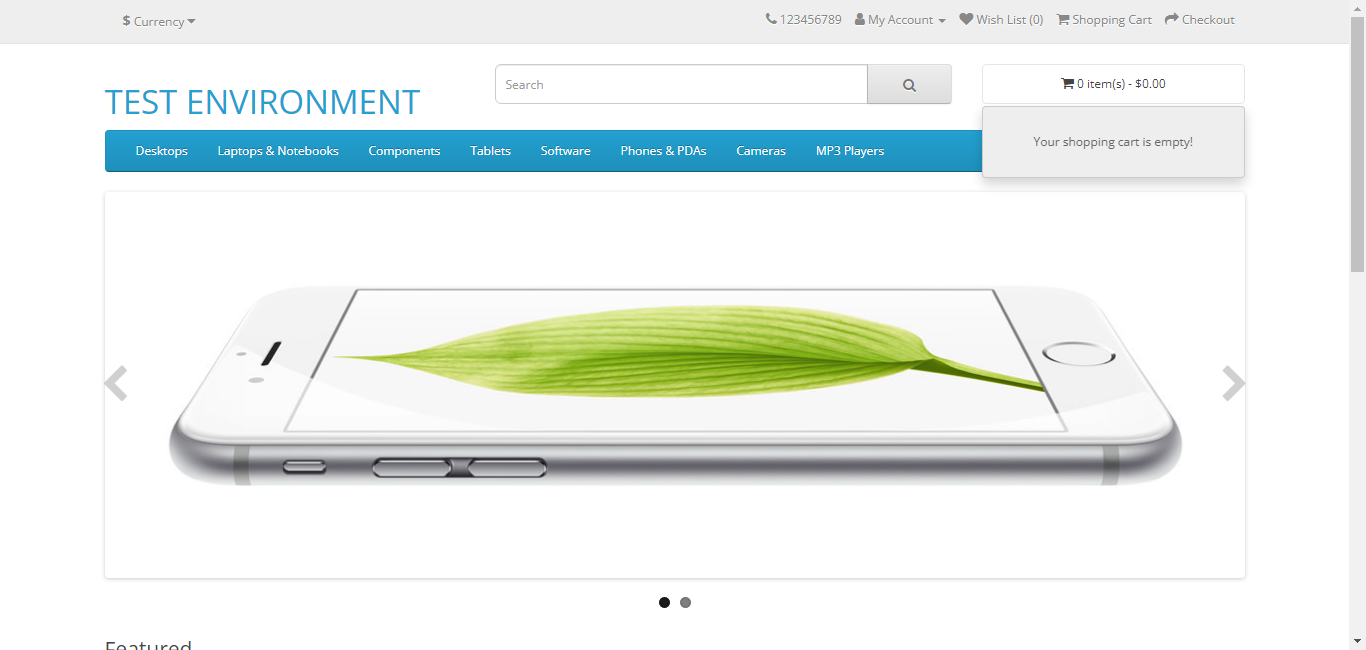 $ Currency
123456789 My Account Wish List (0) Shopping Cart Checkout
TEST ENVIRONMENT
Search
0 item(s) - $0.00
Your shopping cart is empty!
Desktops Laptops & Notebooks Components Tablets Software Phones & PDAs Cameras MP3 Players
Featured